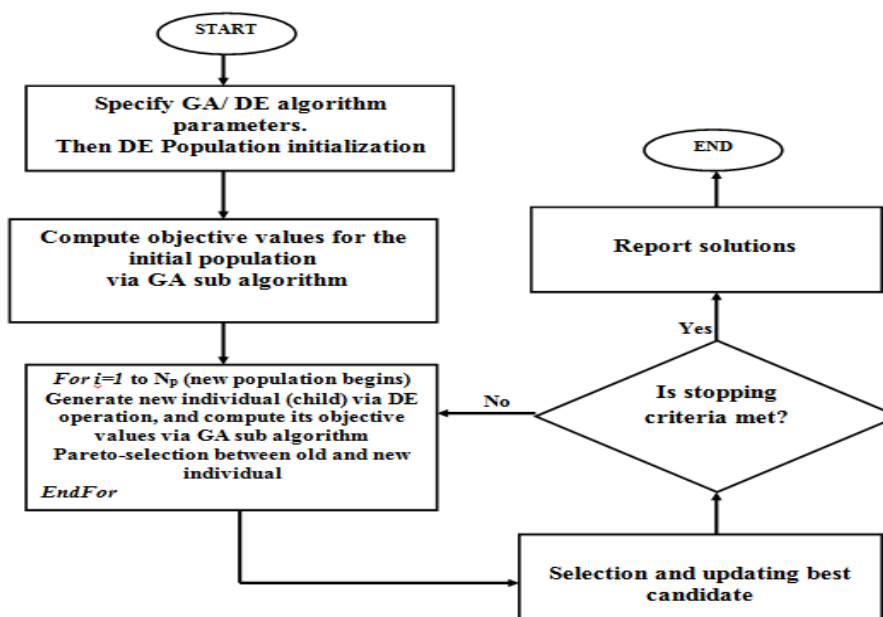 START
Specify GA/ DE algorithm
parameters.
Then DE Population initialization
Compute objective values for the
initial population
via GA sub algorithm
For i=1 to Np (new population begins)
Generate new individual (child) via DE
operation, and compute its objective
values via GA sub algorithm
Pareto-selection between old and new
individual
EndFor
Selection and updating best
candidate
Is stopping
criteria met?
No
Yes
Report solutions
END